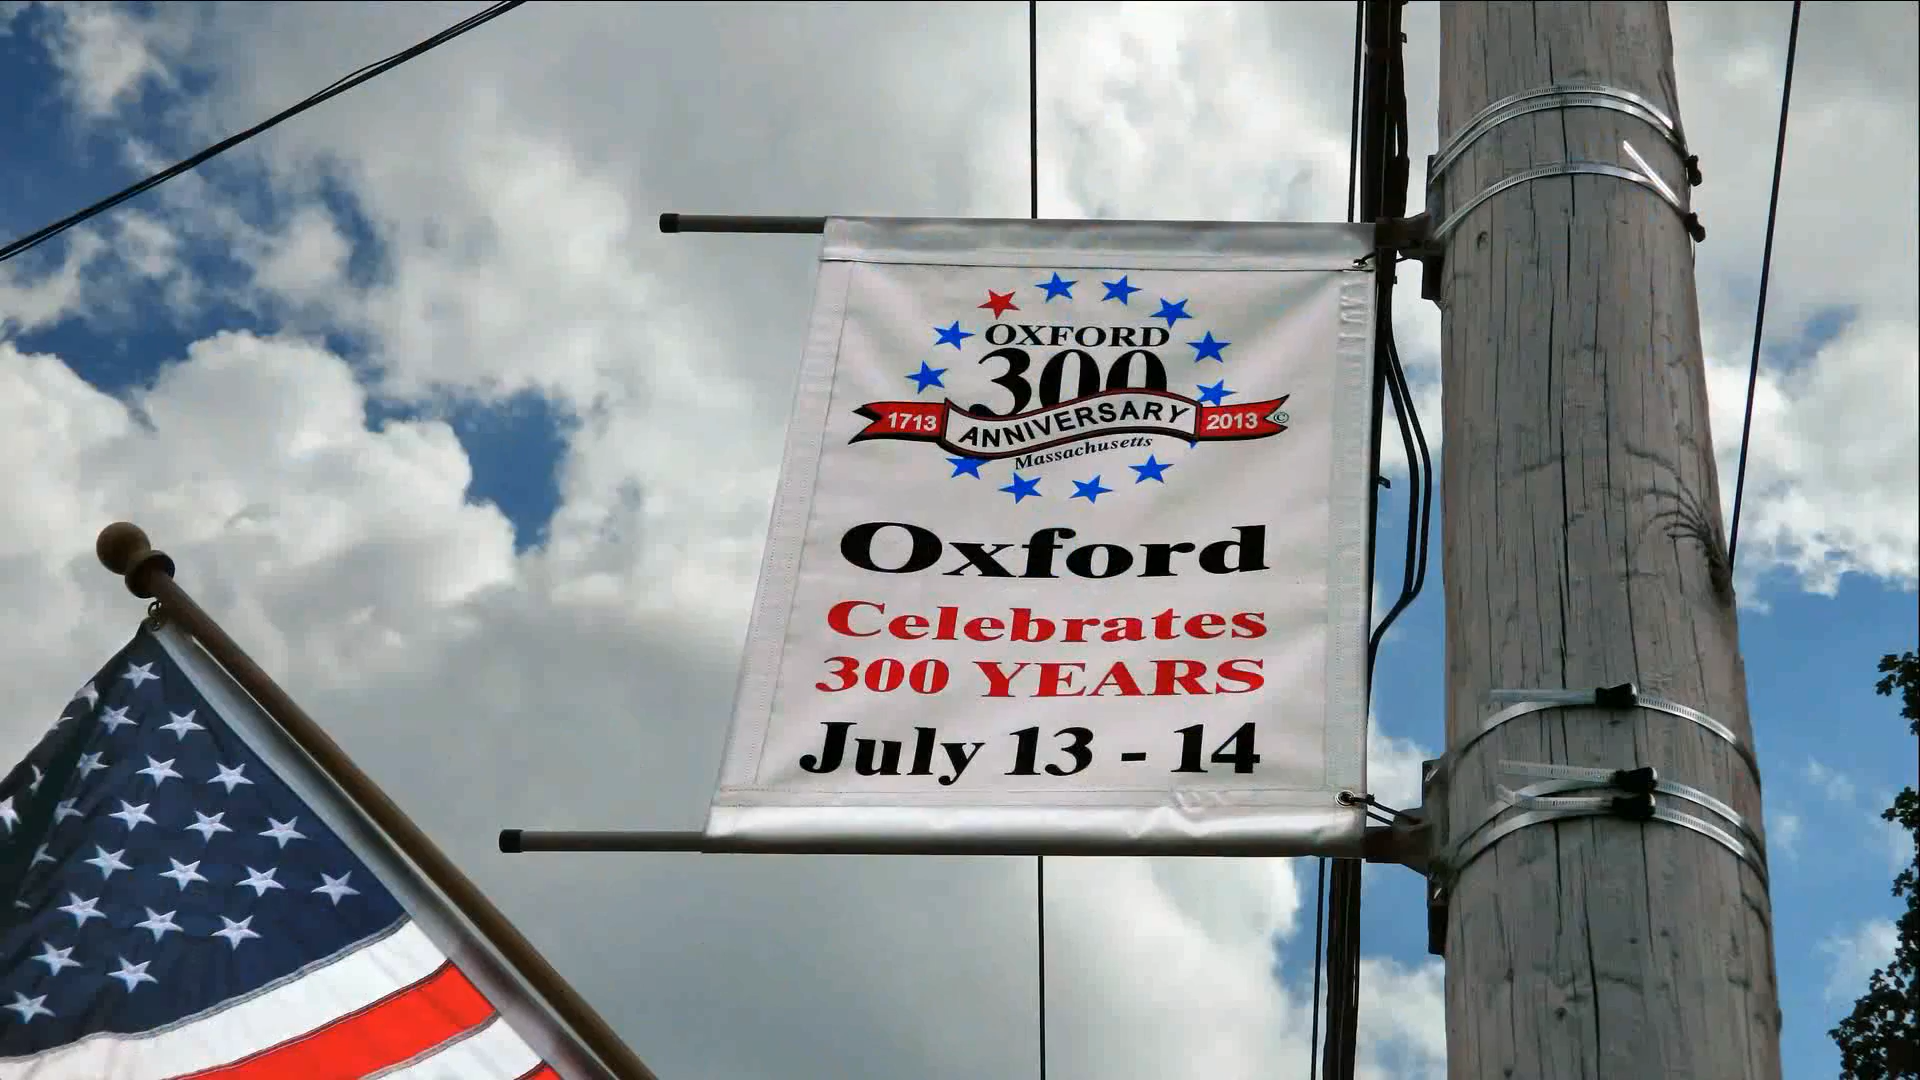 OXFORD
300
1713 ANNIVERSARY 2013 ©
Massachusetts
Oxford
Celebrates
300 YEARS
July 13 - 14